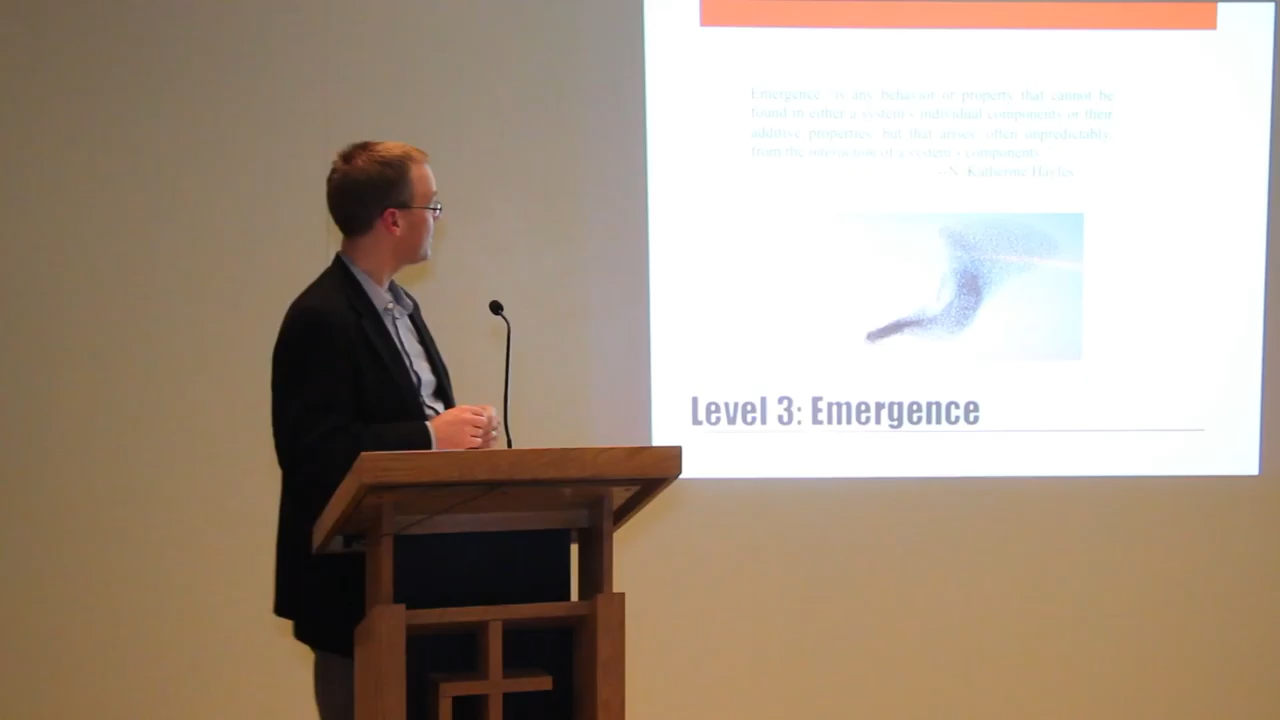 Emergence is any behavior or property that cannot be
found in either a system's individual components or their
additive properties, but that arises, often unpredictably,
from the interaction of a system's components.
—N. Katherine Hayles
Level 3: Emergence